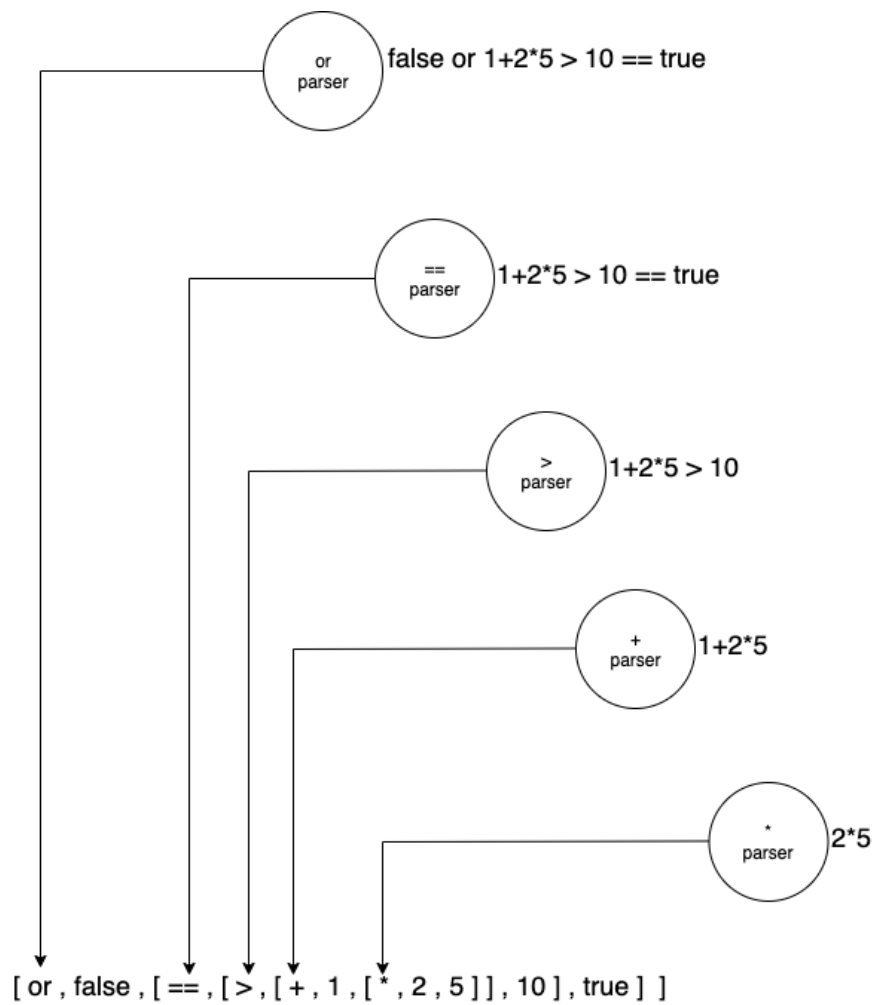 or
parser
false or 1+2*5 > 10 == true
==
parser
1+2*5 > 10 == true
>
parser
1+2*5 > 10
+
parser
1+2*5
*
parser
2*5
[ or , false , [ == , [ > , [ + , 1 , [ * , 2 , 5 ] ] , 10 ] , true ] ]